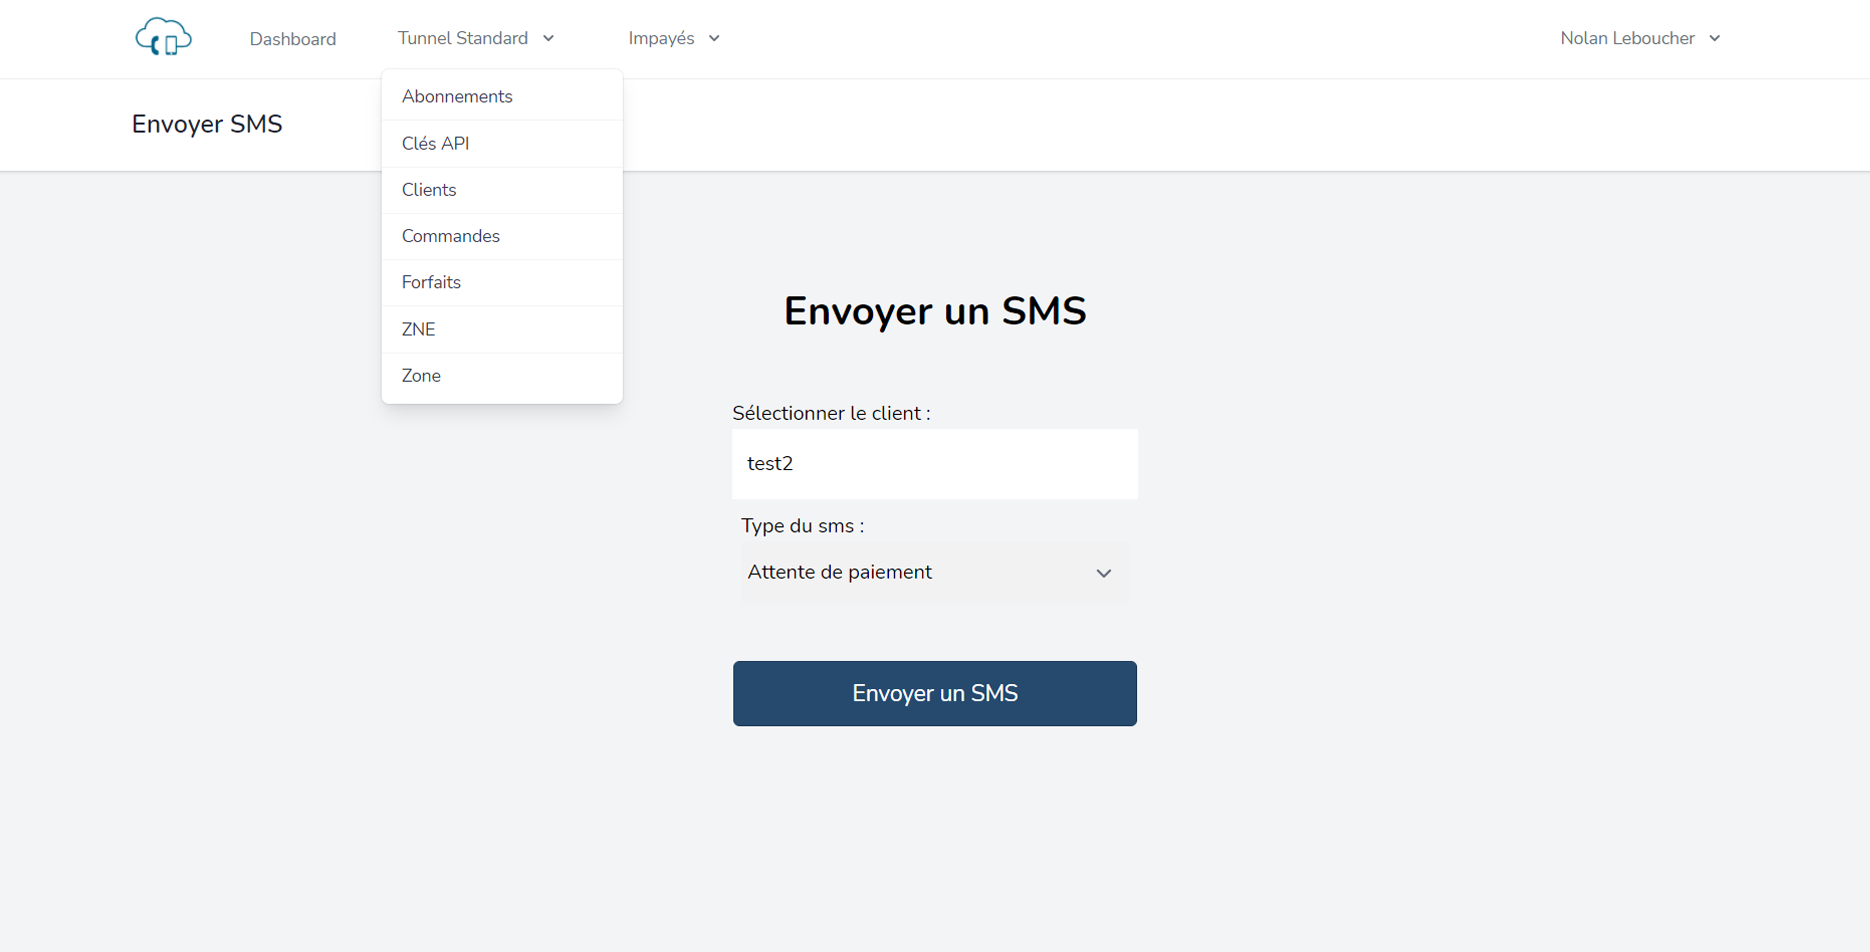 Dashboard
Tunnel Standard
Impayés
Nolan Leboucher
Abonnements
Clés API
Clients
Commandes
Forfaits
ZNE
Zone
Envoyer SMS
Envoyer un SMS
Sélectionner le client :
test2
Type du sms :
Attente de paiement
Envoyer un SMS